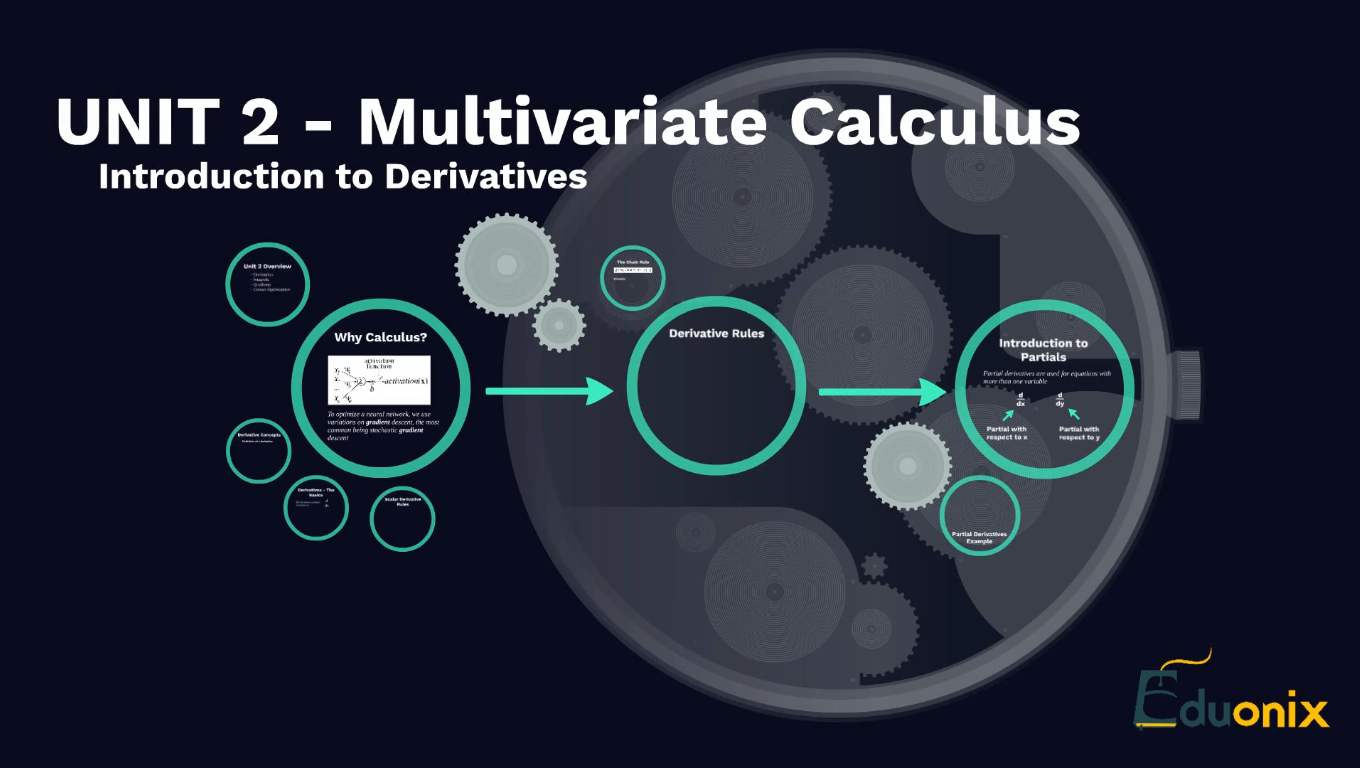 UNIT 2 - Multivariate Calculus
Introduction to Derivatives
Unit 2 Overview
- Derivatives
- Integrals
- Gradients
Why Calculus?
activation
function
activation(x)
To optimize a neural network, we use
variations on gradient descent, the most
common being stochastic gradient
descent
Derivative Concepts
Derivatives - The
Basics
Scalar Derivative
Rules
The Chain Rule
Derivative Rules
Introduction to
Partials
Partial derivatives are used for equations with
more than one variable
d d
dx dy
Partial with Partial with
respect to x respect to y
Partial Derivatives
Example
Eduonix